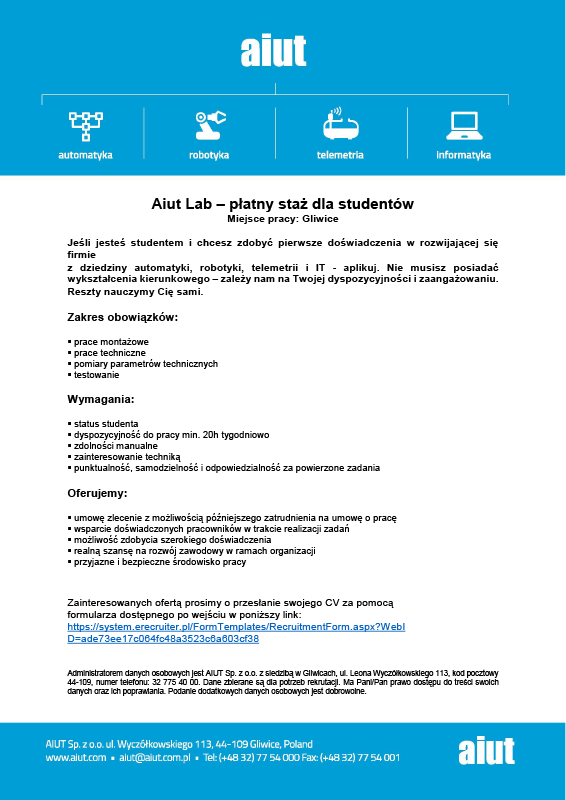 aiut
automatyka
robotyka
telemetria
informatyka
Aiut Lab – płatny staż dla studentów
Miejsce pracy: Gliwice
Jeśli jesteś studentem i chcesz zdobyć pierwsze doświadczenia w rozwijającej się
firmie
z dziedziny automatyki, robotyki, telemetrii i IT - aplikuj. Nie musisz posiadać
wykształcenia kierunkowego – zależy nam na Twojej dyspozycyjności i zaangażowaniu.
Reszty nauczymy Cię sami.
Zakres obowiązków:
▪ prace montażowe
▪ prace techniczne
▪ pomiary parametrów technicznych
▪ testowanie
Wymagania:
▪ status studenta
▪ dyspozycyjność do pracy min. 20h tygodniowo
▪ zdolności manualne
▪ zainteresowanie techniką
▪ punktualność, samodzielność i odpowiedzialność za powierzone zadania
Oferujemy:
▪ umowę zlecenie z możliwością późniejszego zatrudnienia na umowę o pracę
▪ wsparcie doświadczonych pracowników w trakcie realizacji zadań
▪ możliwość zdobycia szerokiego doświadczenia
▪ realną szansę na rozwój zawodowy w ramach organizacji
▪ przyjazne i bezpieczne środowisko pracy
Zainteresowanych ofertą prosimy o przesłanie swojego CV za pomocą
formularza dostępnego po wejściu w poniższy link:
https://system.erecruiter.pl/FormTemplates/RecruitmentForm.aspx?WebI
D=ade73ee17c064fc48a3523c6a603cf38
Administratorem danych osobowych jest AIUT Sp. z o.o. z siedzibą w Gliwicach, ul. Leona Wyczółkowskiego 113, kod pocztowy
44-109, numer telefonu: 32 775 40 00. Dane zbierane są dla potrzeb rekrutacji. Ma Pani/Pan prawo dostępu do treści swoich
danych oraz ich poprawiania. Podanie dodatkowych danych osobowych jest dobrowolne.
AIUT Sp. z o.o. ul. Wyczółkowskiego 113, 44-109 Gliwice, Poland
www.aiut.com ▪ aiut@aiut.com.pl ▪ Tel: (+48 32) 77 54 000 Fax: (+48 32) 77 54 001
aiut